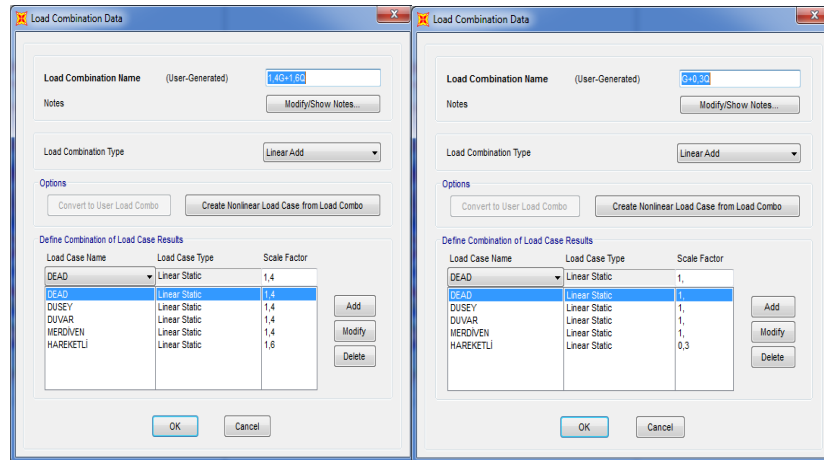 Load Combination Data
Load Combination Name (User-Generated) 1,4G+1,6Q
Notes Modify/Show Notes...
Load Combination Type Linear Add
Options
Convert to User Load Combo Create Nonlinear Load Case from Load Combo
Define Combination of Load Case Results
Load Case Name Load Case Type Scale Factor
DEAD Linear Static 1,4
DEAD Linear Static 1,4
DUSEY Linear Static 1,4
DUVAR Linear Static 1,4
MERDİVEN Linear Static 1,4
HAREKETLİ Linear Static 1,6
Add
Modify
Delete
OK Cancel
Load Combination Data
Load Combination Name (User-Generated) G+0,3Q
Notes Modify/Show Notes...
Load Combination Type Linear Add
Options
Convert to User Load Combo Create Nonlinear Load Case from Load Combo
Define Combination of Load Case Results
Load Case Name Load Case Type Scale Factor
DEAD Linear Static 1,
DEAD Linear Static 1,
DUSEY Linear Static 1,
DUVAR Linear Static 1,
MERDİVEN Linear Static 1,
HAREKETLİ Linear Static 0,3
Add
Modify
Delete
OK Cancel